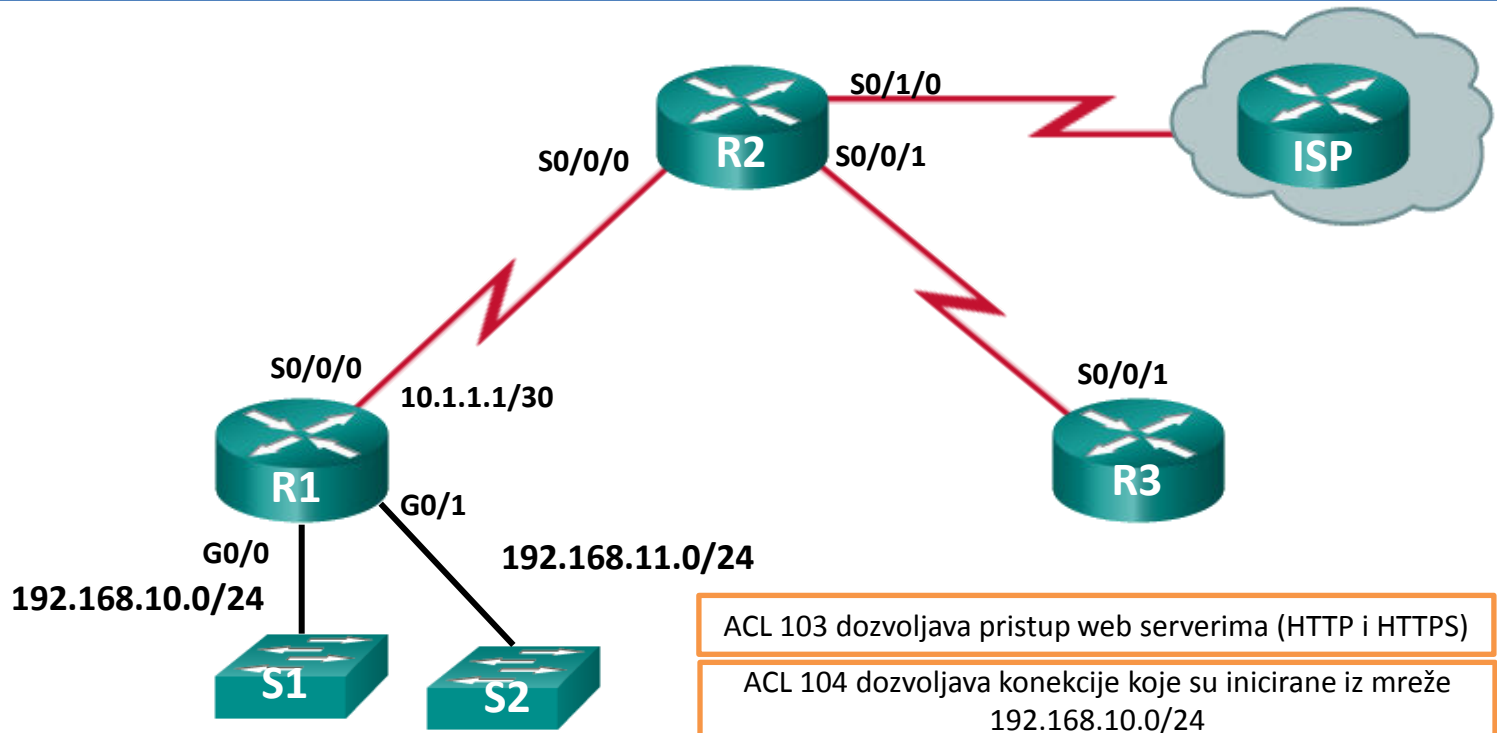 S0/1/0
R2
ISP
S0/0/0
S0/0/1
S0/0/0
10.1.1.1/30
S0/0/1
R1
R3
G0/1
G0/0
192.168.11.0/24
192.168.10.0/24
S1
S2
ACL 103 dozvoljava pristup web serverima (HTTP i HTTPS)
ACL 104 dozvoljava konekcije koje su inicirane iz mreže
192.168.10.0/24